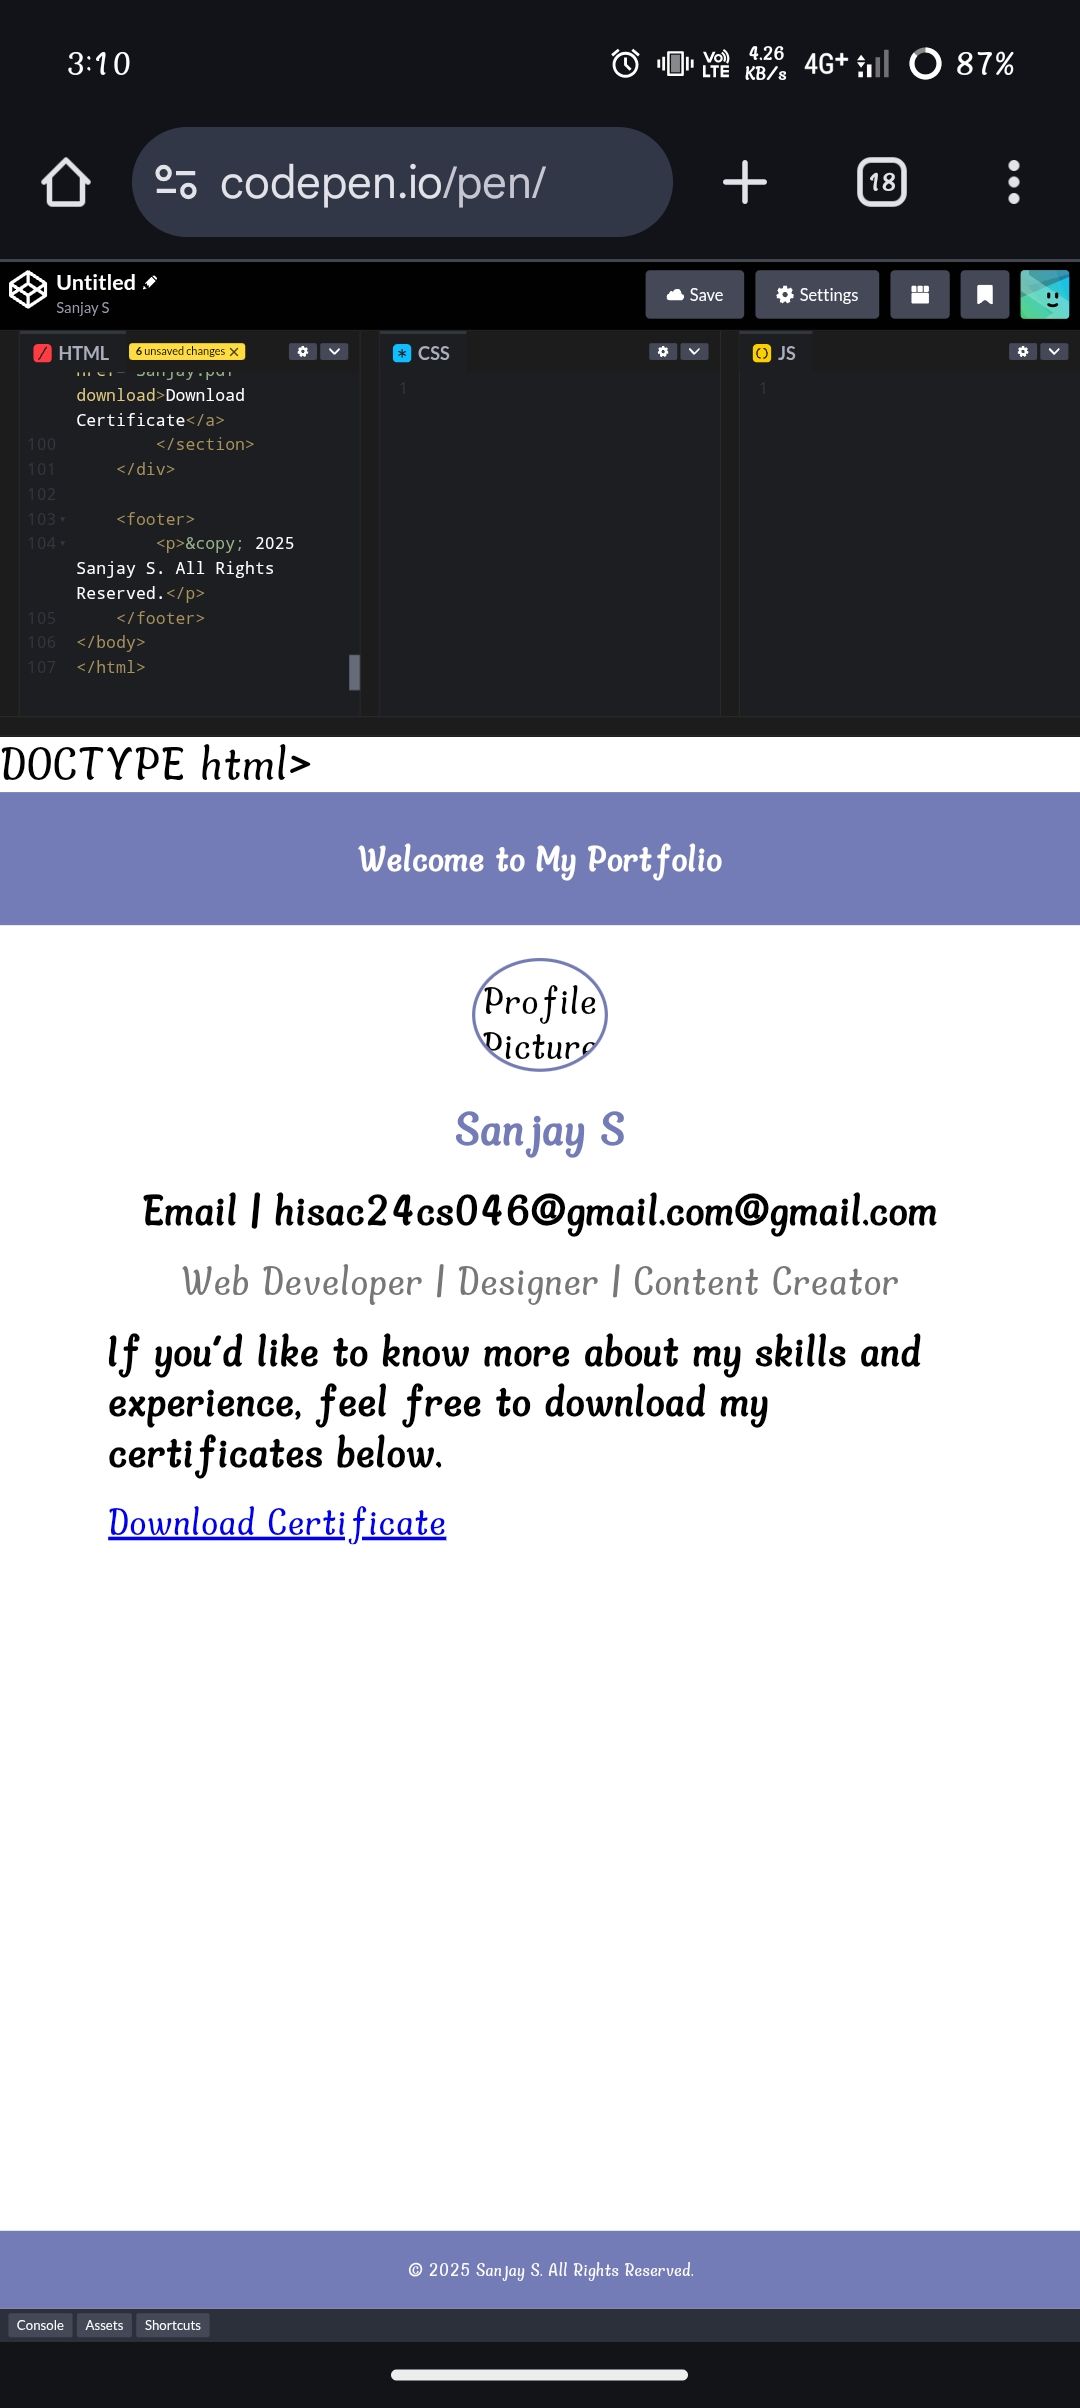 3:10 VoLTE 4.26 KB/s 4G+ 87%
codepen.io/pen/ 18
Untitled
Sanjay S
Save Settings
HTML 6 unsaved changes × CSS JS
href="Sanjay.pdf"
download>Download
Certificate</a>
100 </section>
101 </div>
102
103 <footer>
104 <p>&copy; 2025
Sanjay S. All Rights
Reserved.</p>
105 </footer>
106 </body>
107 </html>
1
1
DOCTYPE html>
Welcome to My Portfolio
Profile
Picture
Sanjay S
Email | hisac24cs046@gmail.com@gmail.com
Web Developer | Designer | Content Creator
If you'd like to know more about my skills and
experience, feel free to download my
certificates below.
Download Certificate
© 2025 Sanjay S. All Rights Reserved.
Console Assets Shortcuts